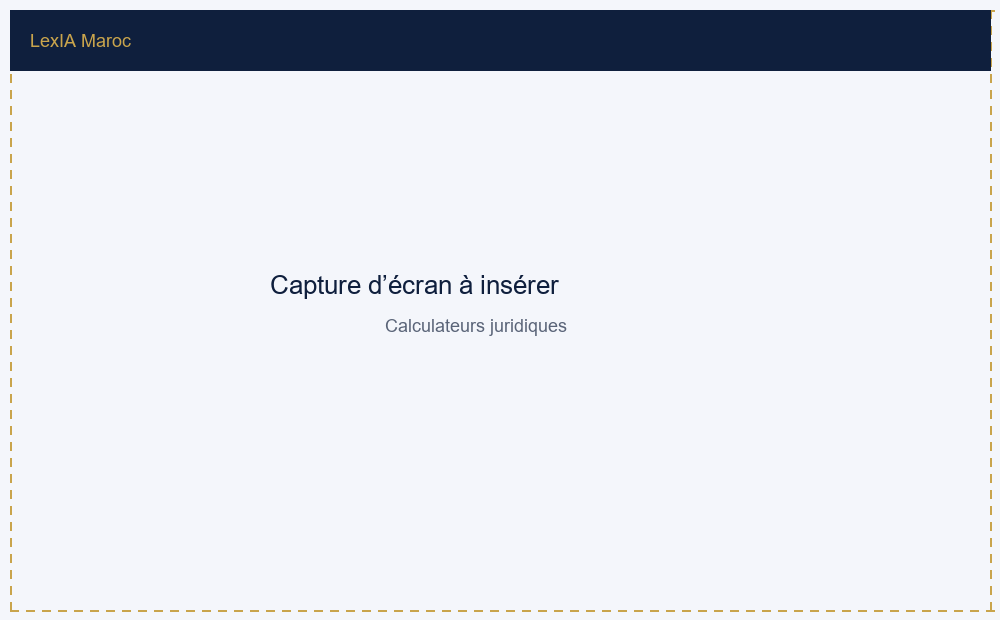 LexIA Maroc
Capture d’écran à insérer
Calculateurs juridiques